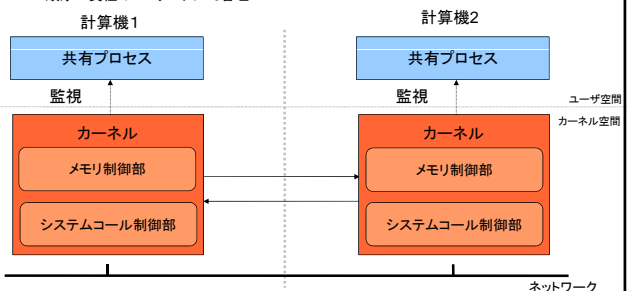 計算機1
計算機2
共有プロセス
共有プロセス
監視
監視
ユーザ空間
カーネル空間
カーネル
カーネル
メモリ制御部
メモリ制御部
システムコール制御部
システムコール制御部
ネットワーク